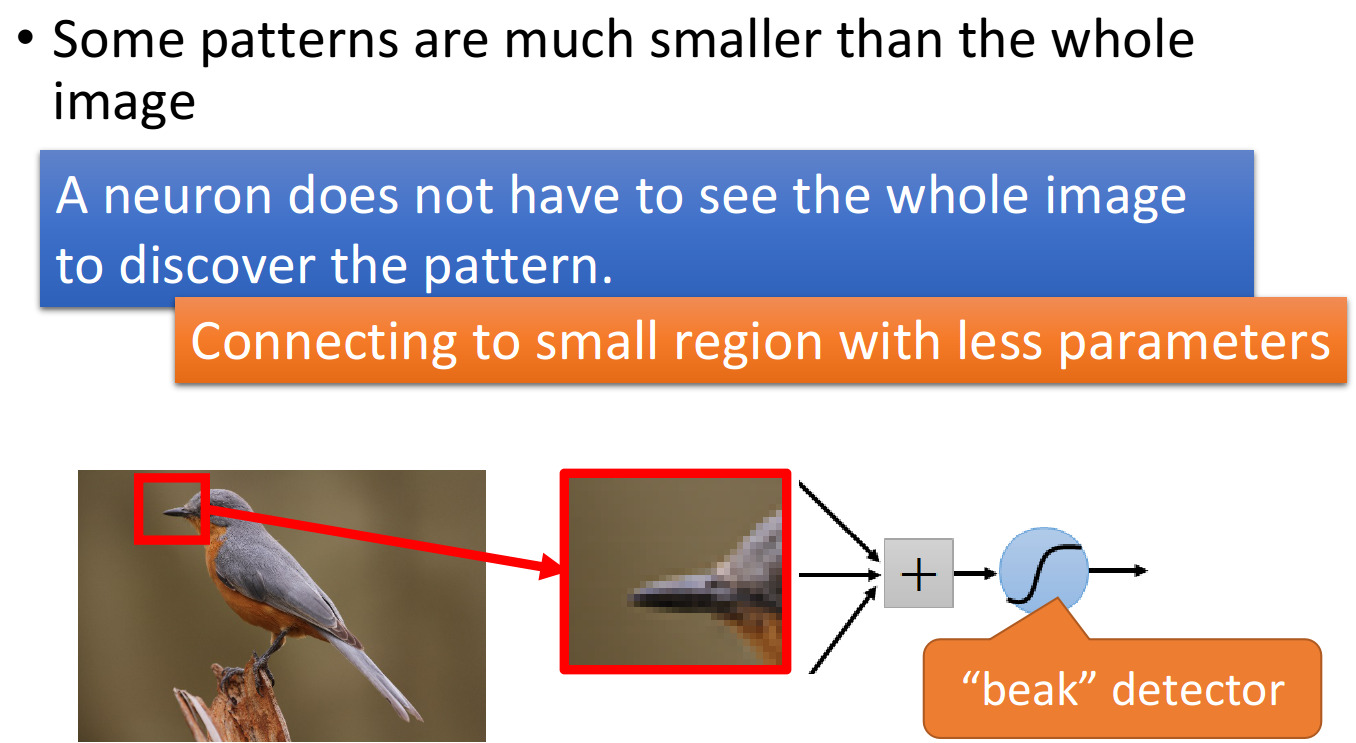 • Some patterns are much smaller than the whole
image
A neuron does not have to see the whole image
to discover the pattern.
Connecting to small region with less parameters
+
“beak” detector